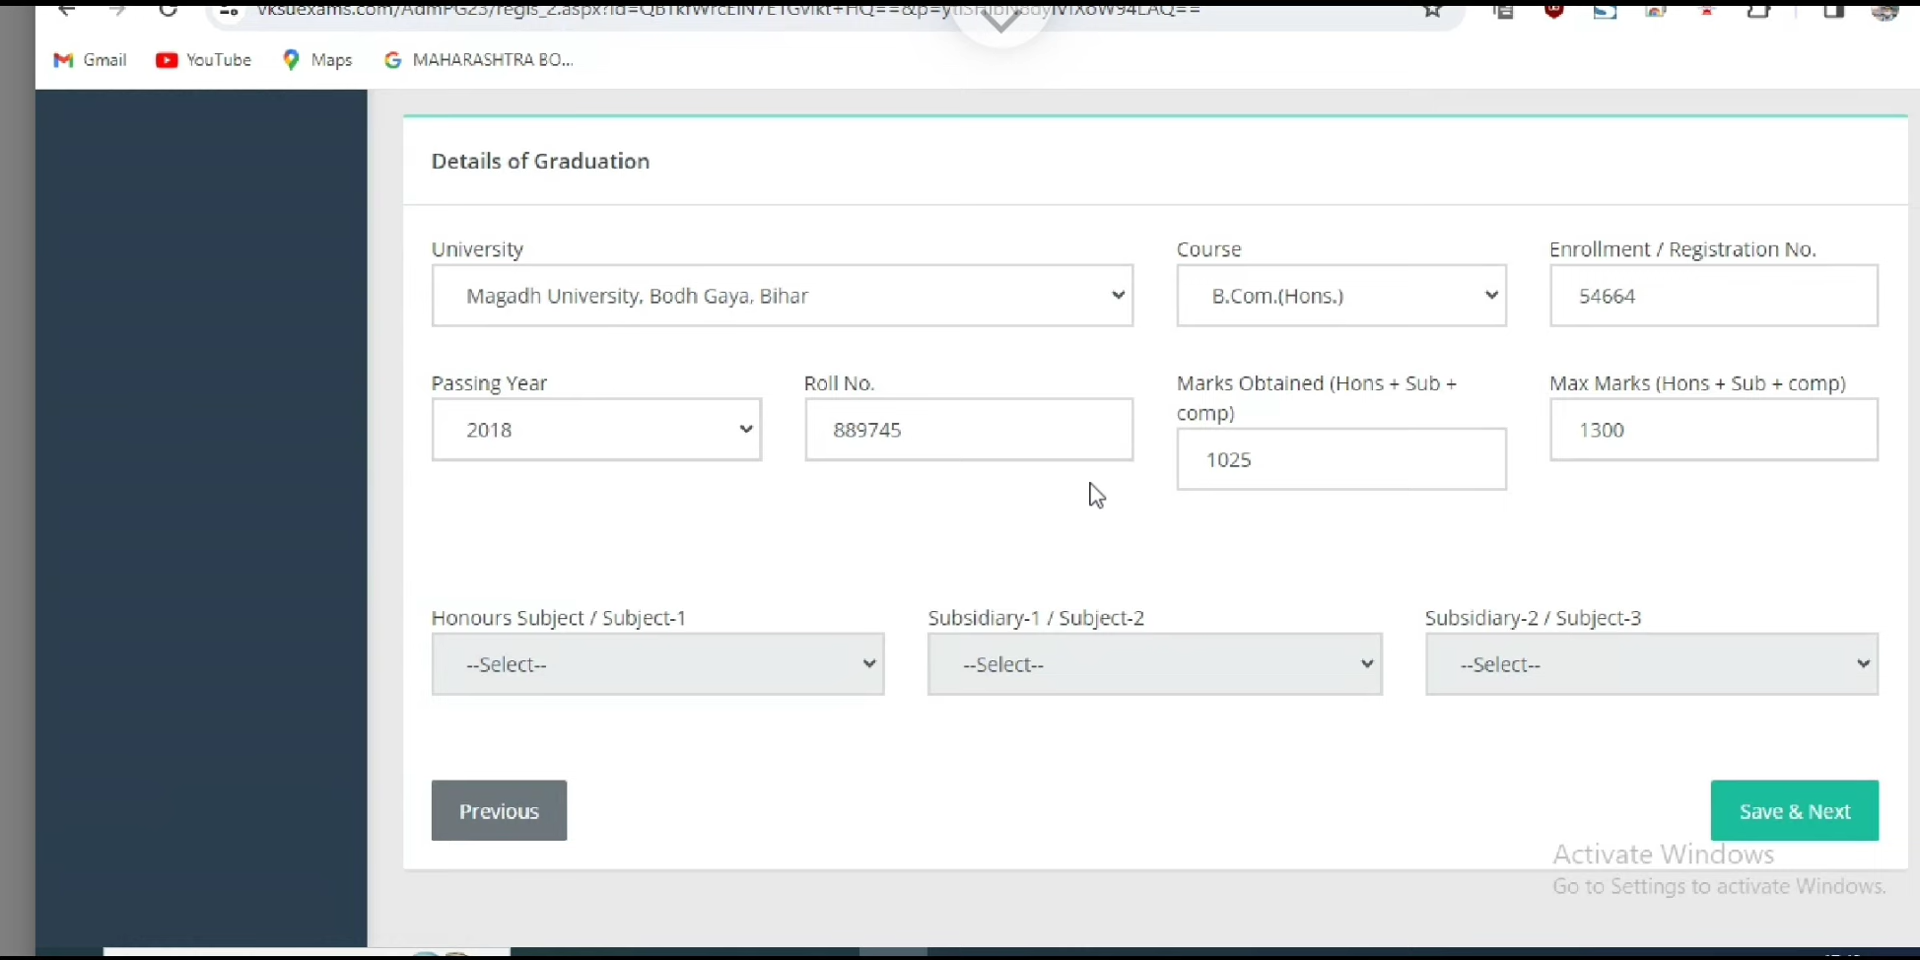 Gmail YouTube Maps MAHARASHTRA BO...
Details of Graduation
University Course Enrollment / Registration No.
Magadh University, Bodh Gaya, Bihar B.Com.(Hons.) 54664
Passing Year Roll No. Marks Obtained (Hons + Sub + Max Marks (Hons + Sub + comp)
comp)
2018 889745 1025 1300
Honours Subject / Subject-1 Subsidiary-1 / Subject-2 Subsidiary-2 / Subject-3
--Select-- --Select-- --Select--
Previous Save & Next
Activate Windows
Go to Settings to activate Windows.